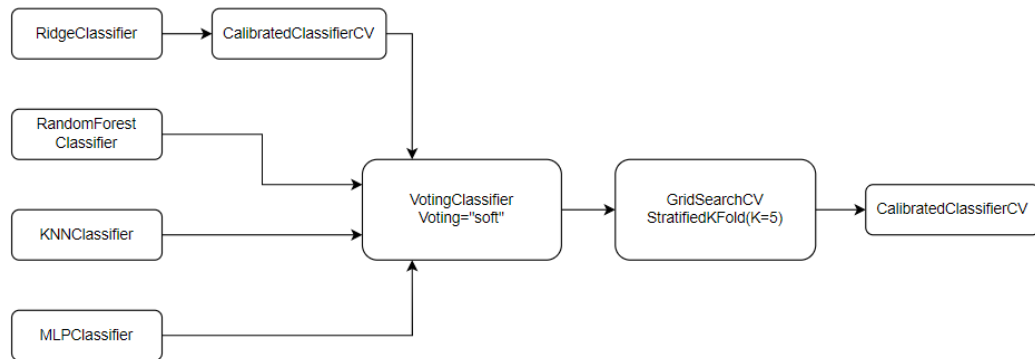 RidgeClassifier
CalibratedClassifierCV
RandomForest
Classifier
KNNClassifier
MLPClassifier
VotingClassifier
Voting="soft"
GridSearchCV
StratifiedKFold(K=5)
CalibratedClassifierCV